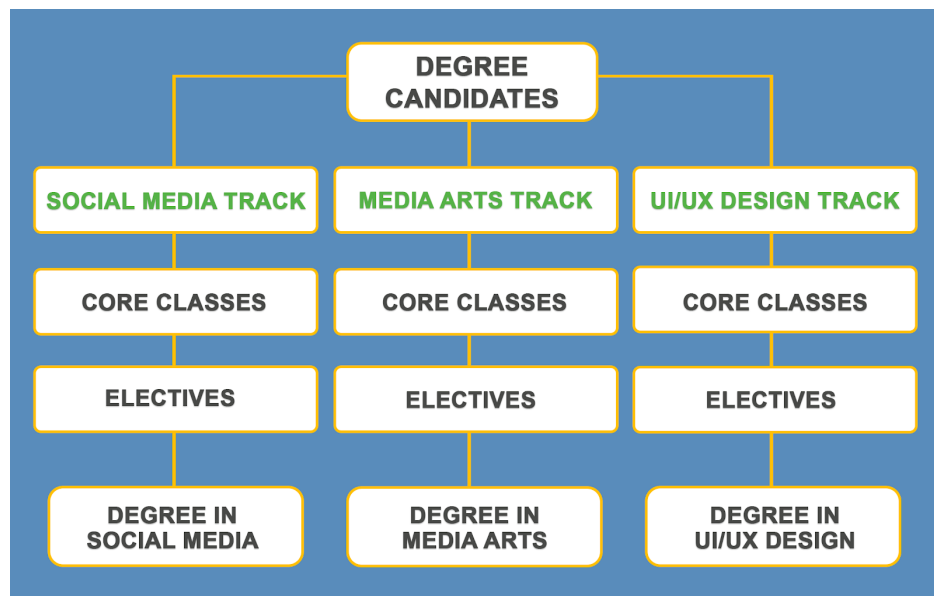 DEGREE
CANDIDATES
SOCIAL MEDIA TRACK
MEDIA ARTS TRACK
UI/UX DESIGN TRACK
CORE CLASSES
CORE CLASSES
CORE CLASSES
ELECTIVES
ELECTIVES
ELECTIVES
DEGREE IN
SOCIAL MEDIA
DEGREE IN
MEDIA ARTS
DEGREE IN
UI/UX DESIGN